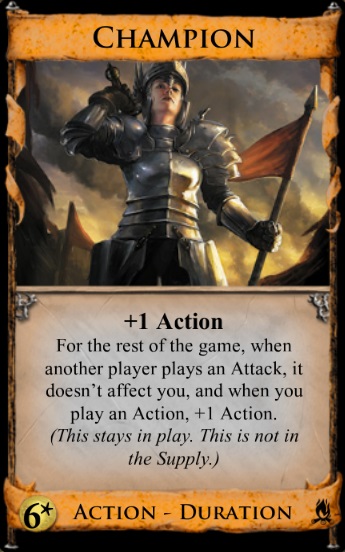 CHAMPION
+1 Action
For the rest of the game, when
another player plays an Attack, it
doesn't affect you, and when you
play an Action, +1 Action.
(This stays in play. This is not in
the Supply.)
6*
ACTION - DURATION